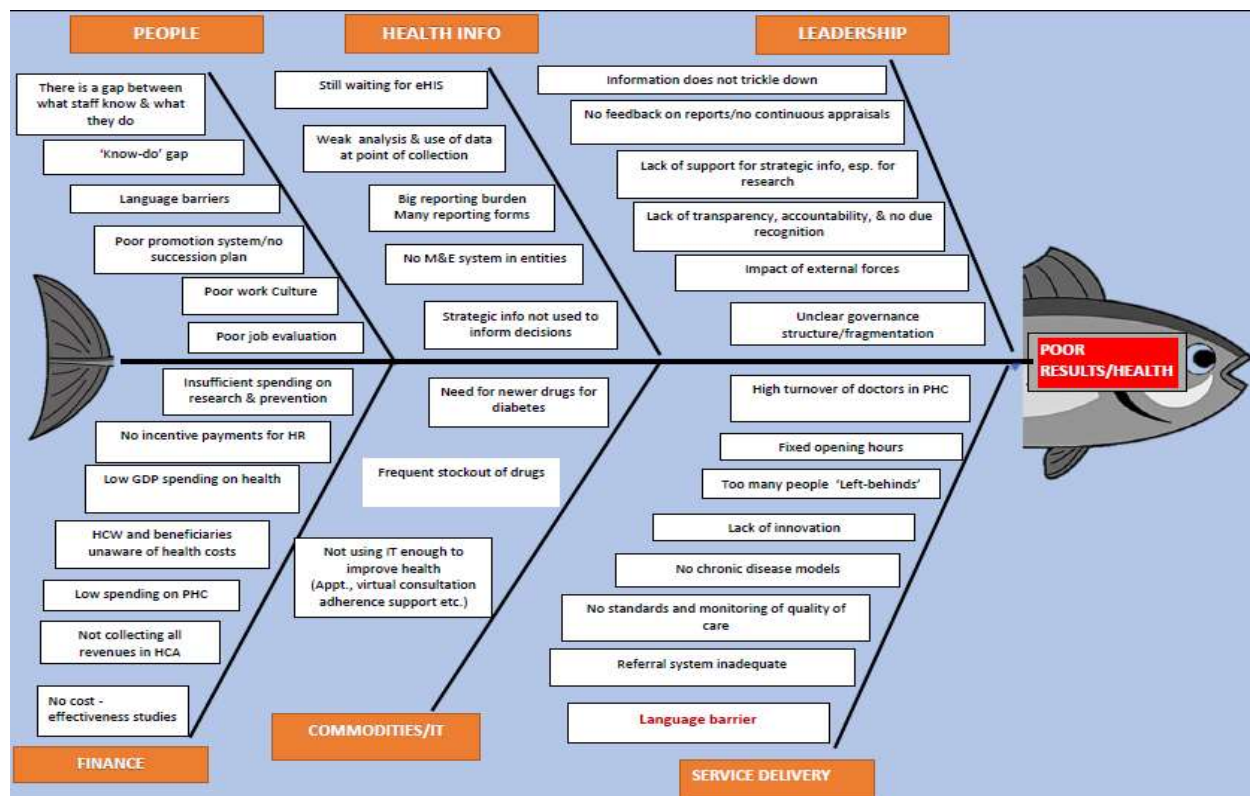 PEOPLE
There is a gap between
what staff know & what
they do
‘Know-do’ gap
Language barriers
Poor promotion system/no
succession plan
Poor work Culture
Poor job evaluation
HEALTH INFO
Still waiting for eHIS
Weak analysis & use of data
at point of collection
Big reporting burden
Many reporting forms
No M&E system in entities
Strategic info not used to
inform decisions
LEADERSHIP
Information does not trickle down
No feedback on reports/no continuous appraisals
Lack of support for strategic info, esp. for
research
Lack of transparency, accountability, & no due
recognition
Impact of external forces
Unclear governance
structure/fragmentation
POOR
RESULTS/HEALTH
Insufficient spending on
research & prevention
No incentive payments for HR
Low GDP spending on health
HCW and beneficiaries
unaware of health costs
Low spending on PHC
Not collecting all
revenues in HCA
No cost -
effectiveness studies
FINANCE
Need for newer drugs for
diabetes
Frequent stockout of drugs
Not using IT enough to
improve health
(Appt., virtual consultation
adherence support etc.)
COMMODITIES/IT
High turnover of doctors in PHC
Fixed opening hours
Too many people ‘Left-behinds’
Lack of innovation
No chronic disease models
No standards and monitoring of quality of
care
Referral system inadequate
Language barrier
SERVICE DELIVERY